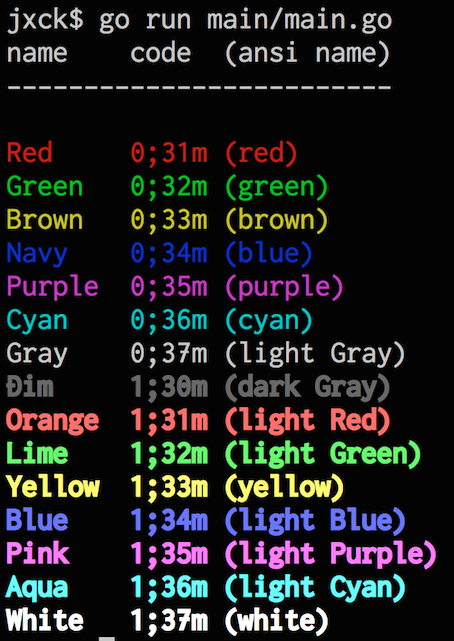 jxck$ go run main/main.go
name    code  (ansi name)
-------------------------
Red     0;31m (red)
Green   0;32m (green)
Brown   0;33m (brown)
Navy    0;34m (blue)
Purple  0;35m (purple)
Cyan    0;36m (cyan)
Gray    0;37m (light Gray)
Dim     1;30m (dark Gray)
Orange  1;31m (light Red)
Lime    1;32m (light Green)
Yellow  1;33m (yellow)
Blue    1;34m (light Blue)
Pink    1;35m (light Purple)
Aqua    1;36m (light Cyan)
White   1;37m (white)